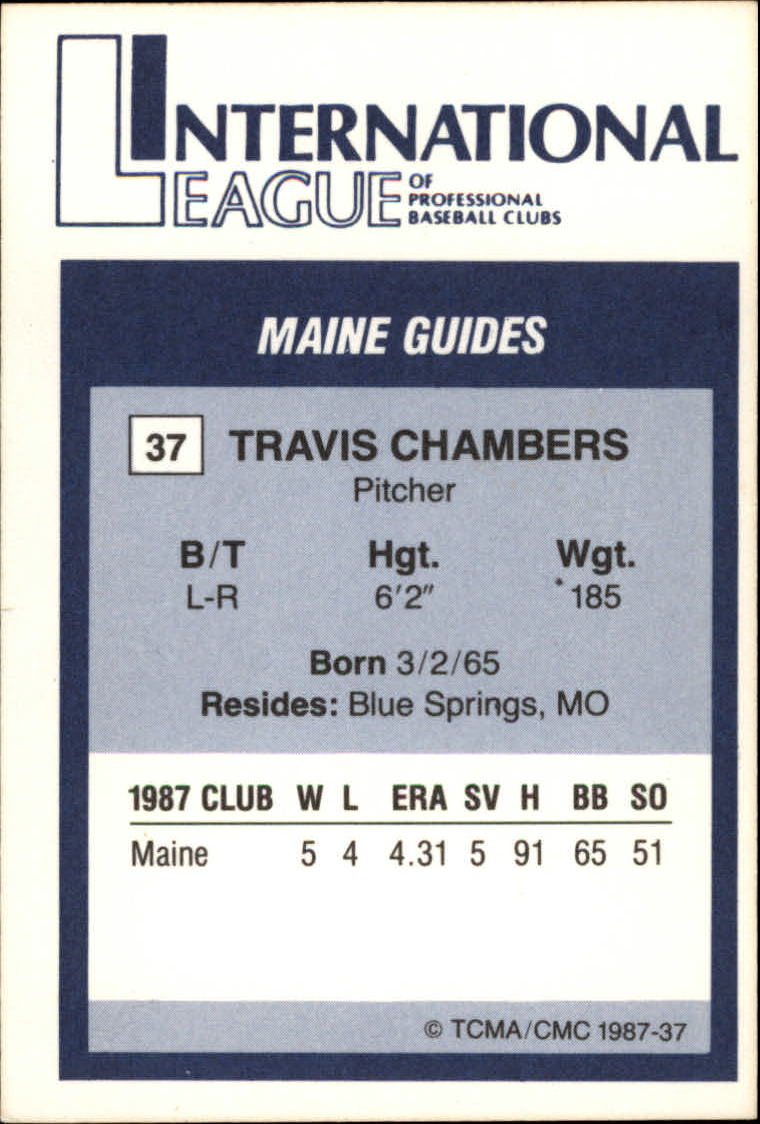 INTERNATIONAL
LEAGUE OF
PROFESSIONAL
BASEBALL CLUBS
MAINE GUIDES
37 TRAVIS CHAMBERS
Pitcher
B/T Hgt. Wgt.
L-R 6'2" 185
Born 3/2/65
Resides: Blue Springs, MO
1987 CLUB W L ERA SV H BB SO
Maine 5 4 4.31 5 91 65 51
© TCMA/CMC 1987-37